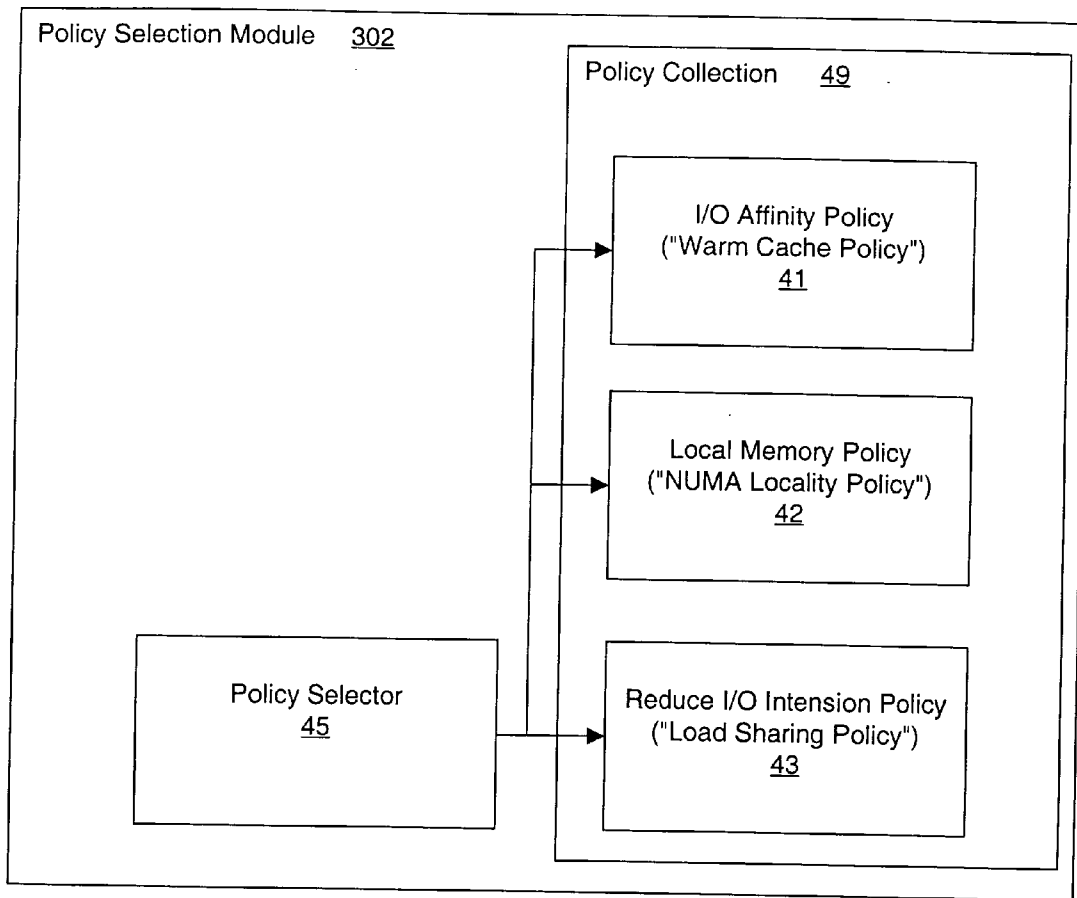 Policy Selection Module 302
Policy Collection 49
I/O Affinity Policy
("Warm Cache Policy")
41
Local Memory Policy
("NUMA Locality Policy")
42
Policy Selector
45
Reduce I/O Intension Policy
("Load Sharing Policy")
43